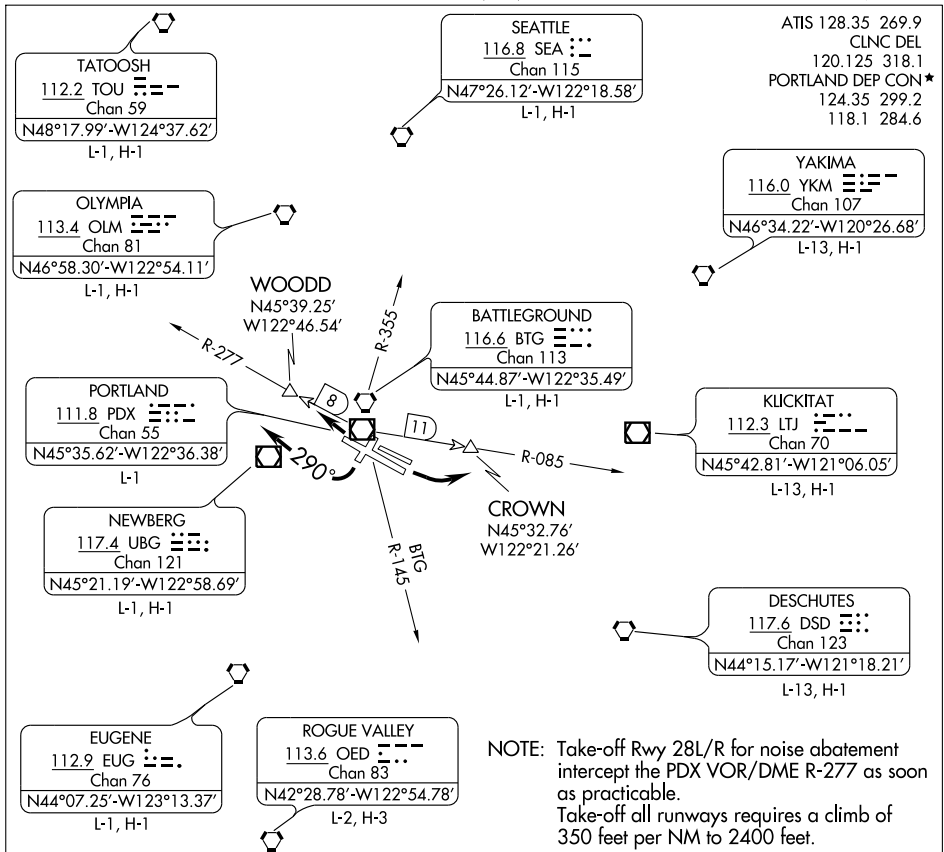 ATIS 128.35 269.9
CLNC DEL
120.125 318.1
PORTLAND DEP CON★
124.35 299.2
118.1 284.6
TATOOSH
112.2 TOU
Chan 59
N48°17.99'-W124°37.62'
L-1, H-1
SEATTLE
116.8 SEA
Chan 115
N47°26.12'-W122°18.58'
L-1, H-1
YAKIMA
116.0 YKM
Chan 107
N46°34.22'-W120°26.68'
L-13, H-1
OLYMPIA
113.4 OLM
Chan 81
N46°58.30'-W122°54.11'
L-1, H-1
WOODD
N45°39.25'
W122°46.54'
R-277
8
R-355
BATTLEGROUND
116.6 BTG
Chan 113
N45°44.87'-W122°35.49'
L-1, H-1
PORTLAND
111.8 PDX
Chan 55
N45°35.62'-W122°36.38'
L-1
KLICKITAT
112.3 LTJ
Chan 70
N45°42.81'-W121°06.05'
L-13, H-1
11
R-085
290°
CROWN
N45°32.76'
W122°21.26'
BTG
R-145
NEWBERG
117.4 UBG
Chan 121
N45°21.19'-W122°58.69'
L-1, H-1
DESCHUTES
117.6 DSD
Chan 123
N44°15.17'-W121°18.21'
L-13, H-1
EUGENE
112.9 EUG
Chan 76
N44°07.25'-W123°13.37'
L-1, H-1
ROGUE VALLEY
113.6 OED
Chan 83
N42°28.78'-W122°54.78'
L-2, H-3
NOTE: Take-off Rwy 28L/R for noise abatement
intercept the PDX VOR/DME R-277 as soon
as practicable.
Take-off all runways requires a climb of
350 feet per NM to 2400 feet.